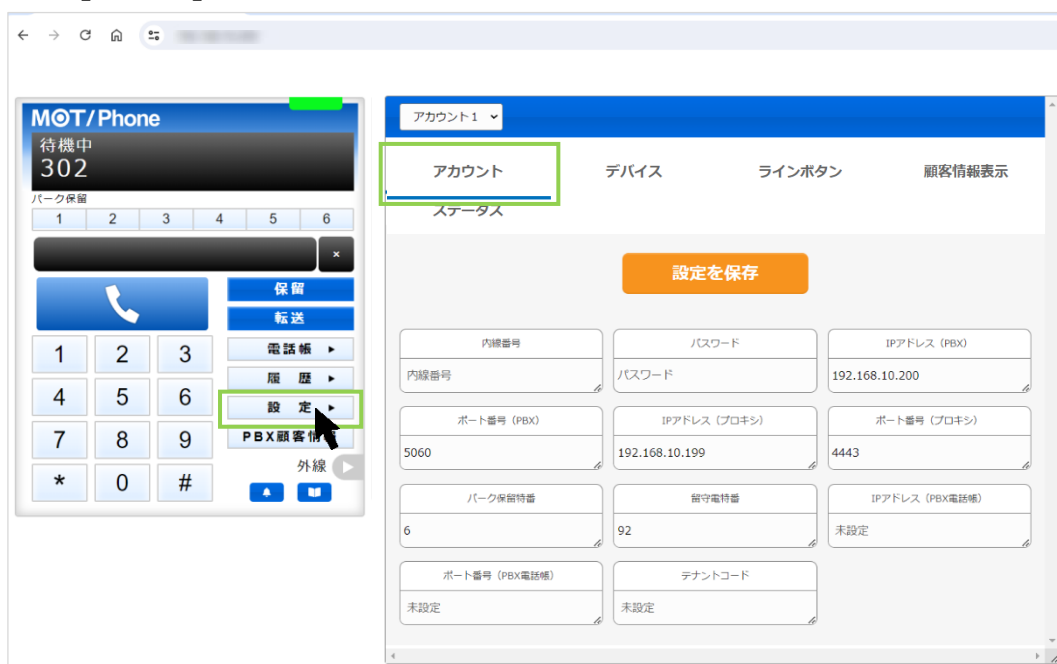 MOT/Phone
待機中
302
パーク保留
1 2 3 4 5 6
×
保留
転送
1 2 3
電話帳
履 歴
4 5 6
設 定
7 8 9
PBX顧客情
外線
* 0 #
アカウント1
アカウント デバイス ラインボタン 顧客情報表示
ステータス
設定を保存
内線番号 パスワード IPアドレス（PBX）
内線番号 パスワード 192.168.10.200
ポート番号（PBX） IPアドレス（プロキシ） ポート番号（プロキシ）
5060 192.168.10.199 4443
パーク保留特番 留守電特番 IPアドレス（PBX電話帳）
6 92 未設定
ポート番号（PBX電話帳） テナントコード
未設定 未設定